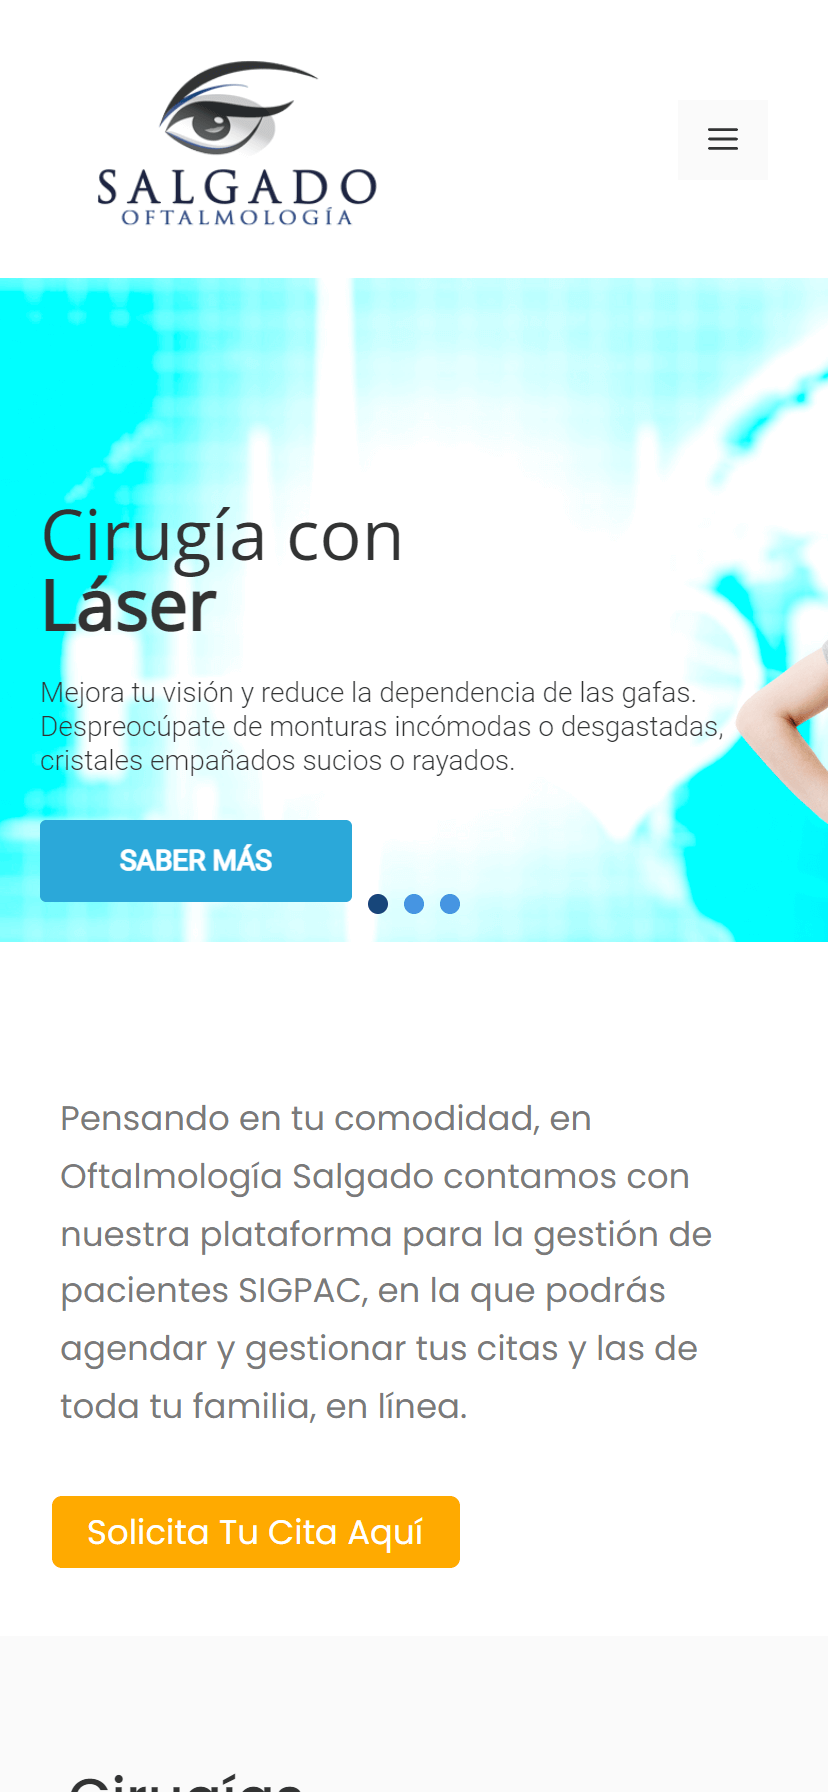 SALGADO
OFTALMOLOGÍA
Cirugía con
Láser
Mejora tu visión y reduce la dependencia de las gafas.
Despreocúpate de monturas incómodas o desgastadas,
cristales empañados sucios o rayados.
SABER MÁS
Pensando en tu comodidad, en
Oftalmología Salgado contamos con
nuestra plataforma para la gestión de
pacientes SIGPAC, en la que podrás
agendar y gestionar tus citas y las de
toda tu familia, en línea.
Solicita Tu Cita Aquí
Cirugías